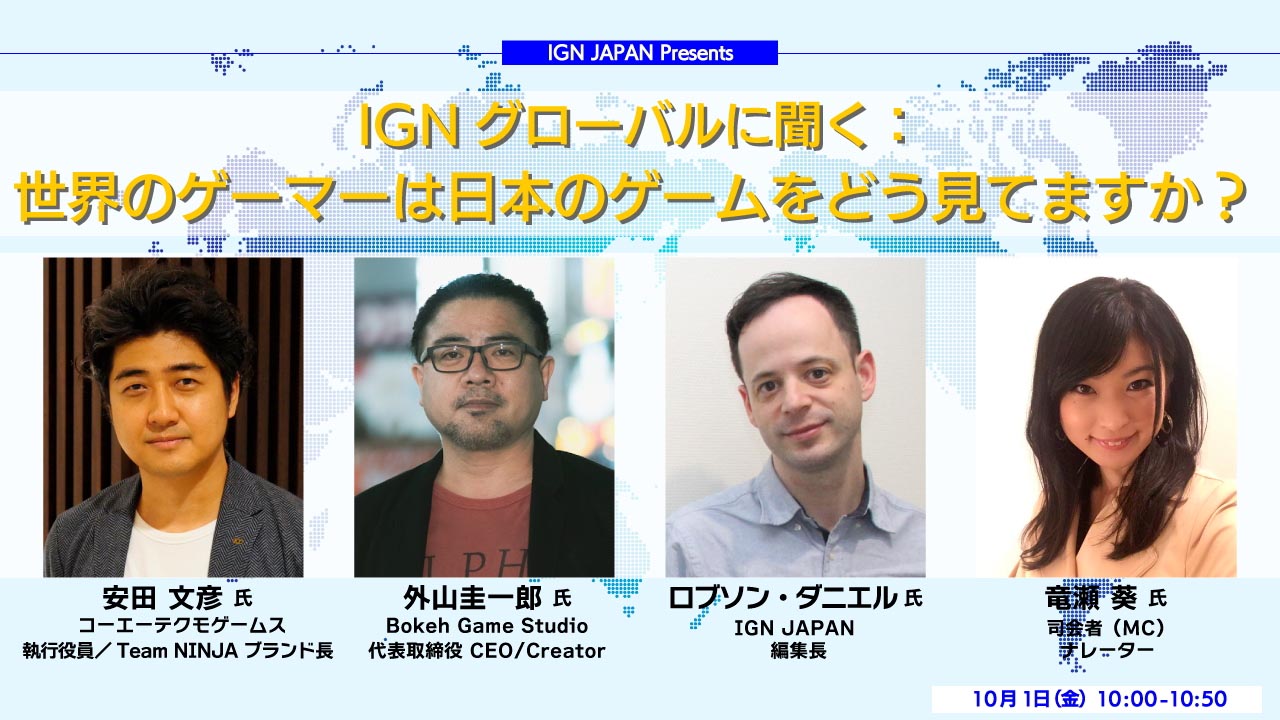 IGN JAPAN Presents
IGN グローバルに聞く：
世界のゲーマーは日本のゲームをどう見てますか？
LPH
安田 文彦 氏
コーエーテクモゲームス
執行役員／Team NINJA ブランド長
外山圭一郎 氏
Bokeh Game Studio
代表取締役 CEO/Creator
ロブソン・ダニエル 氏
IGN JAPAN
編集長
竜瀬 葵 氏
司会者（MC）
ナレーター
10月1日（金） 10:00-10:50